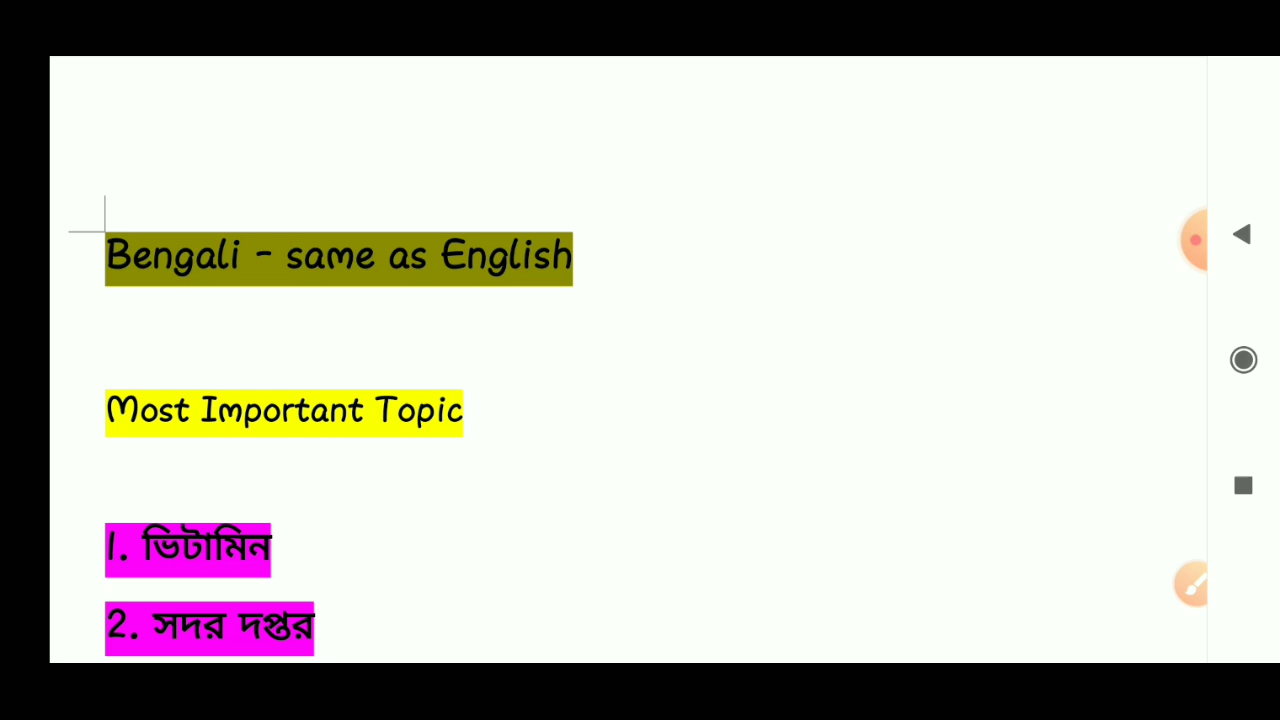 Bengali - same as English
Most Important Topic
1. ভিটামিন
2. সদর দপ্তর